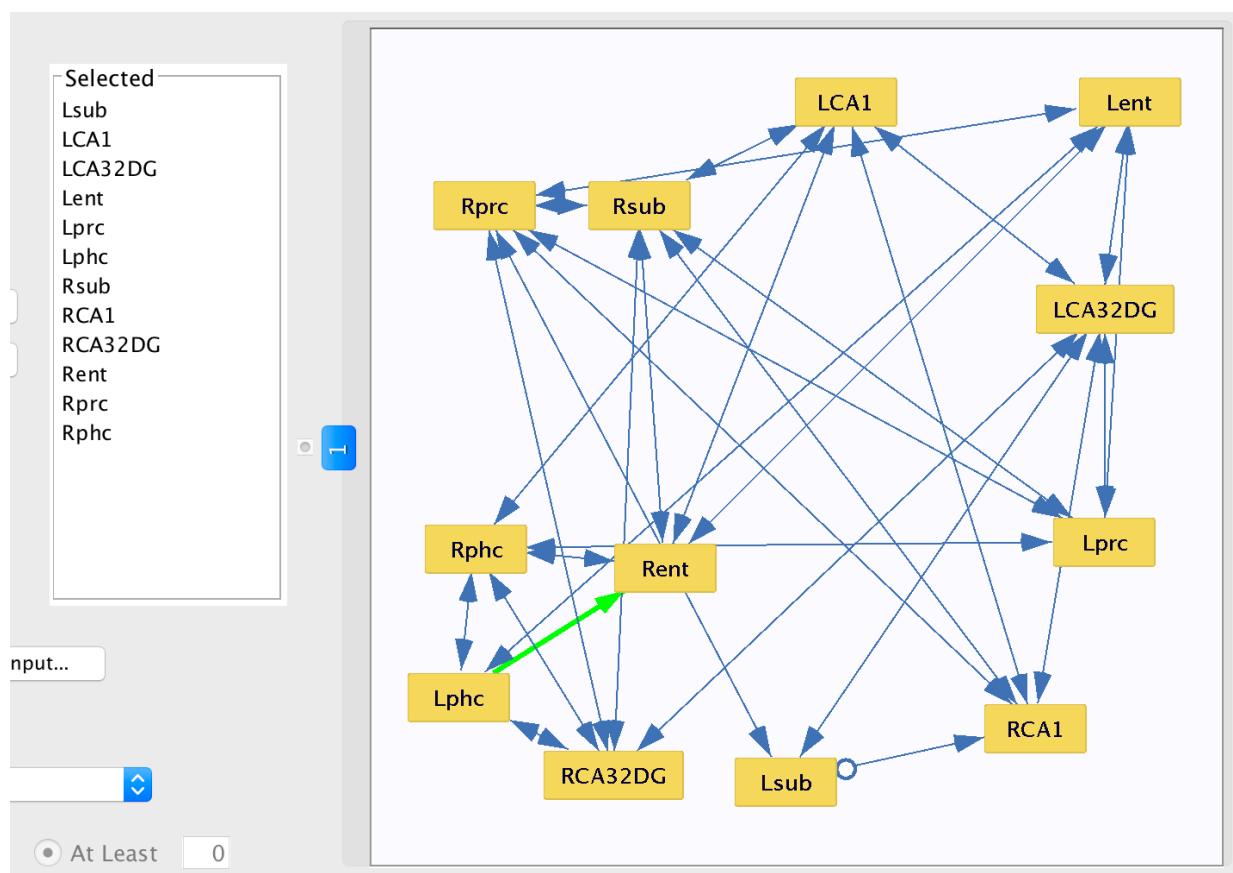 Selected
Lsub
LCA1
LCA32DG
Lent
Lprc
Lphc
Rsub
RCA1
RCA32DG
Rent
Rprc
Rphc
1
nput...
At Least 0
LCA1
Lent
Rprc
Rsub
LCA32DG
Rphc
Rent
Lprc
Lphc
RCA1
RCA32DG
Lsub